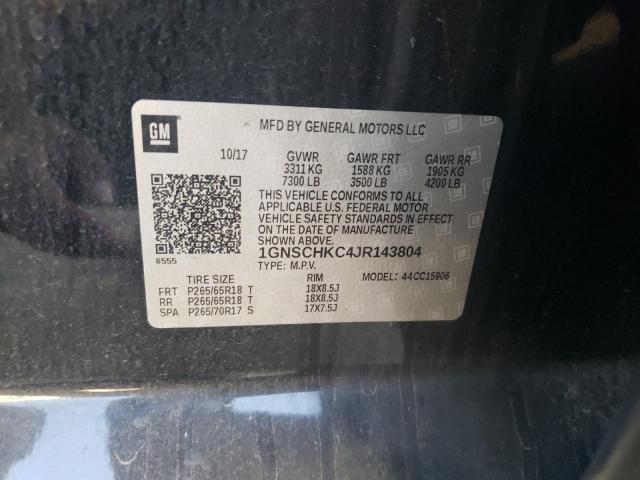 GM
MFD BY GENERAL MOTORS LLC
10/17 GVWR GAWR FRT GAWR RR
3311 KG 1588 KG 1905 KG
7300 LB 3500 LB 4200 LB
THIS VEHICLE CONFORMS TO ALL
APPLICABLE U.S. FEDERAL MOTOR
VEHICLE SAFETY STANDARDS IN EFFECT
ON THE DATE OF MANUFACTURE
SHOWN ABOVE.
8555
1GNSCHKC4JR143804
TYPE: M.P.V. MODEL: 44CC15906
TIRE SIZE RIM
FRT P265/65R18 T 18X8.5J
RR P265/65R18 T 18X8.5J
SPA P265/70R17 S 17X7.5J